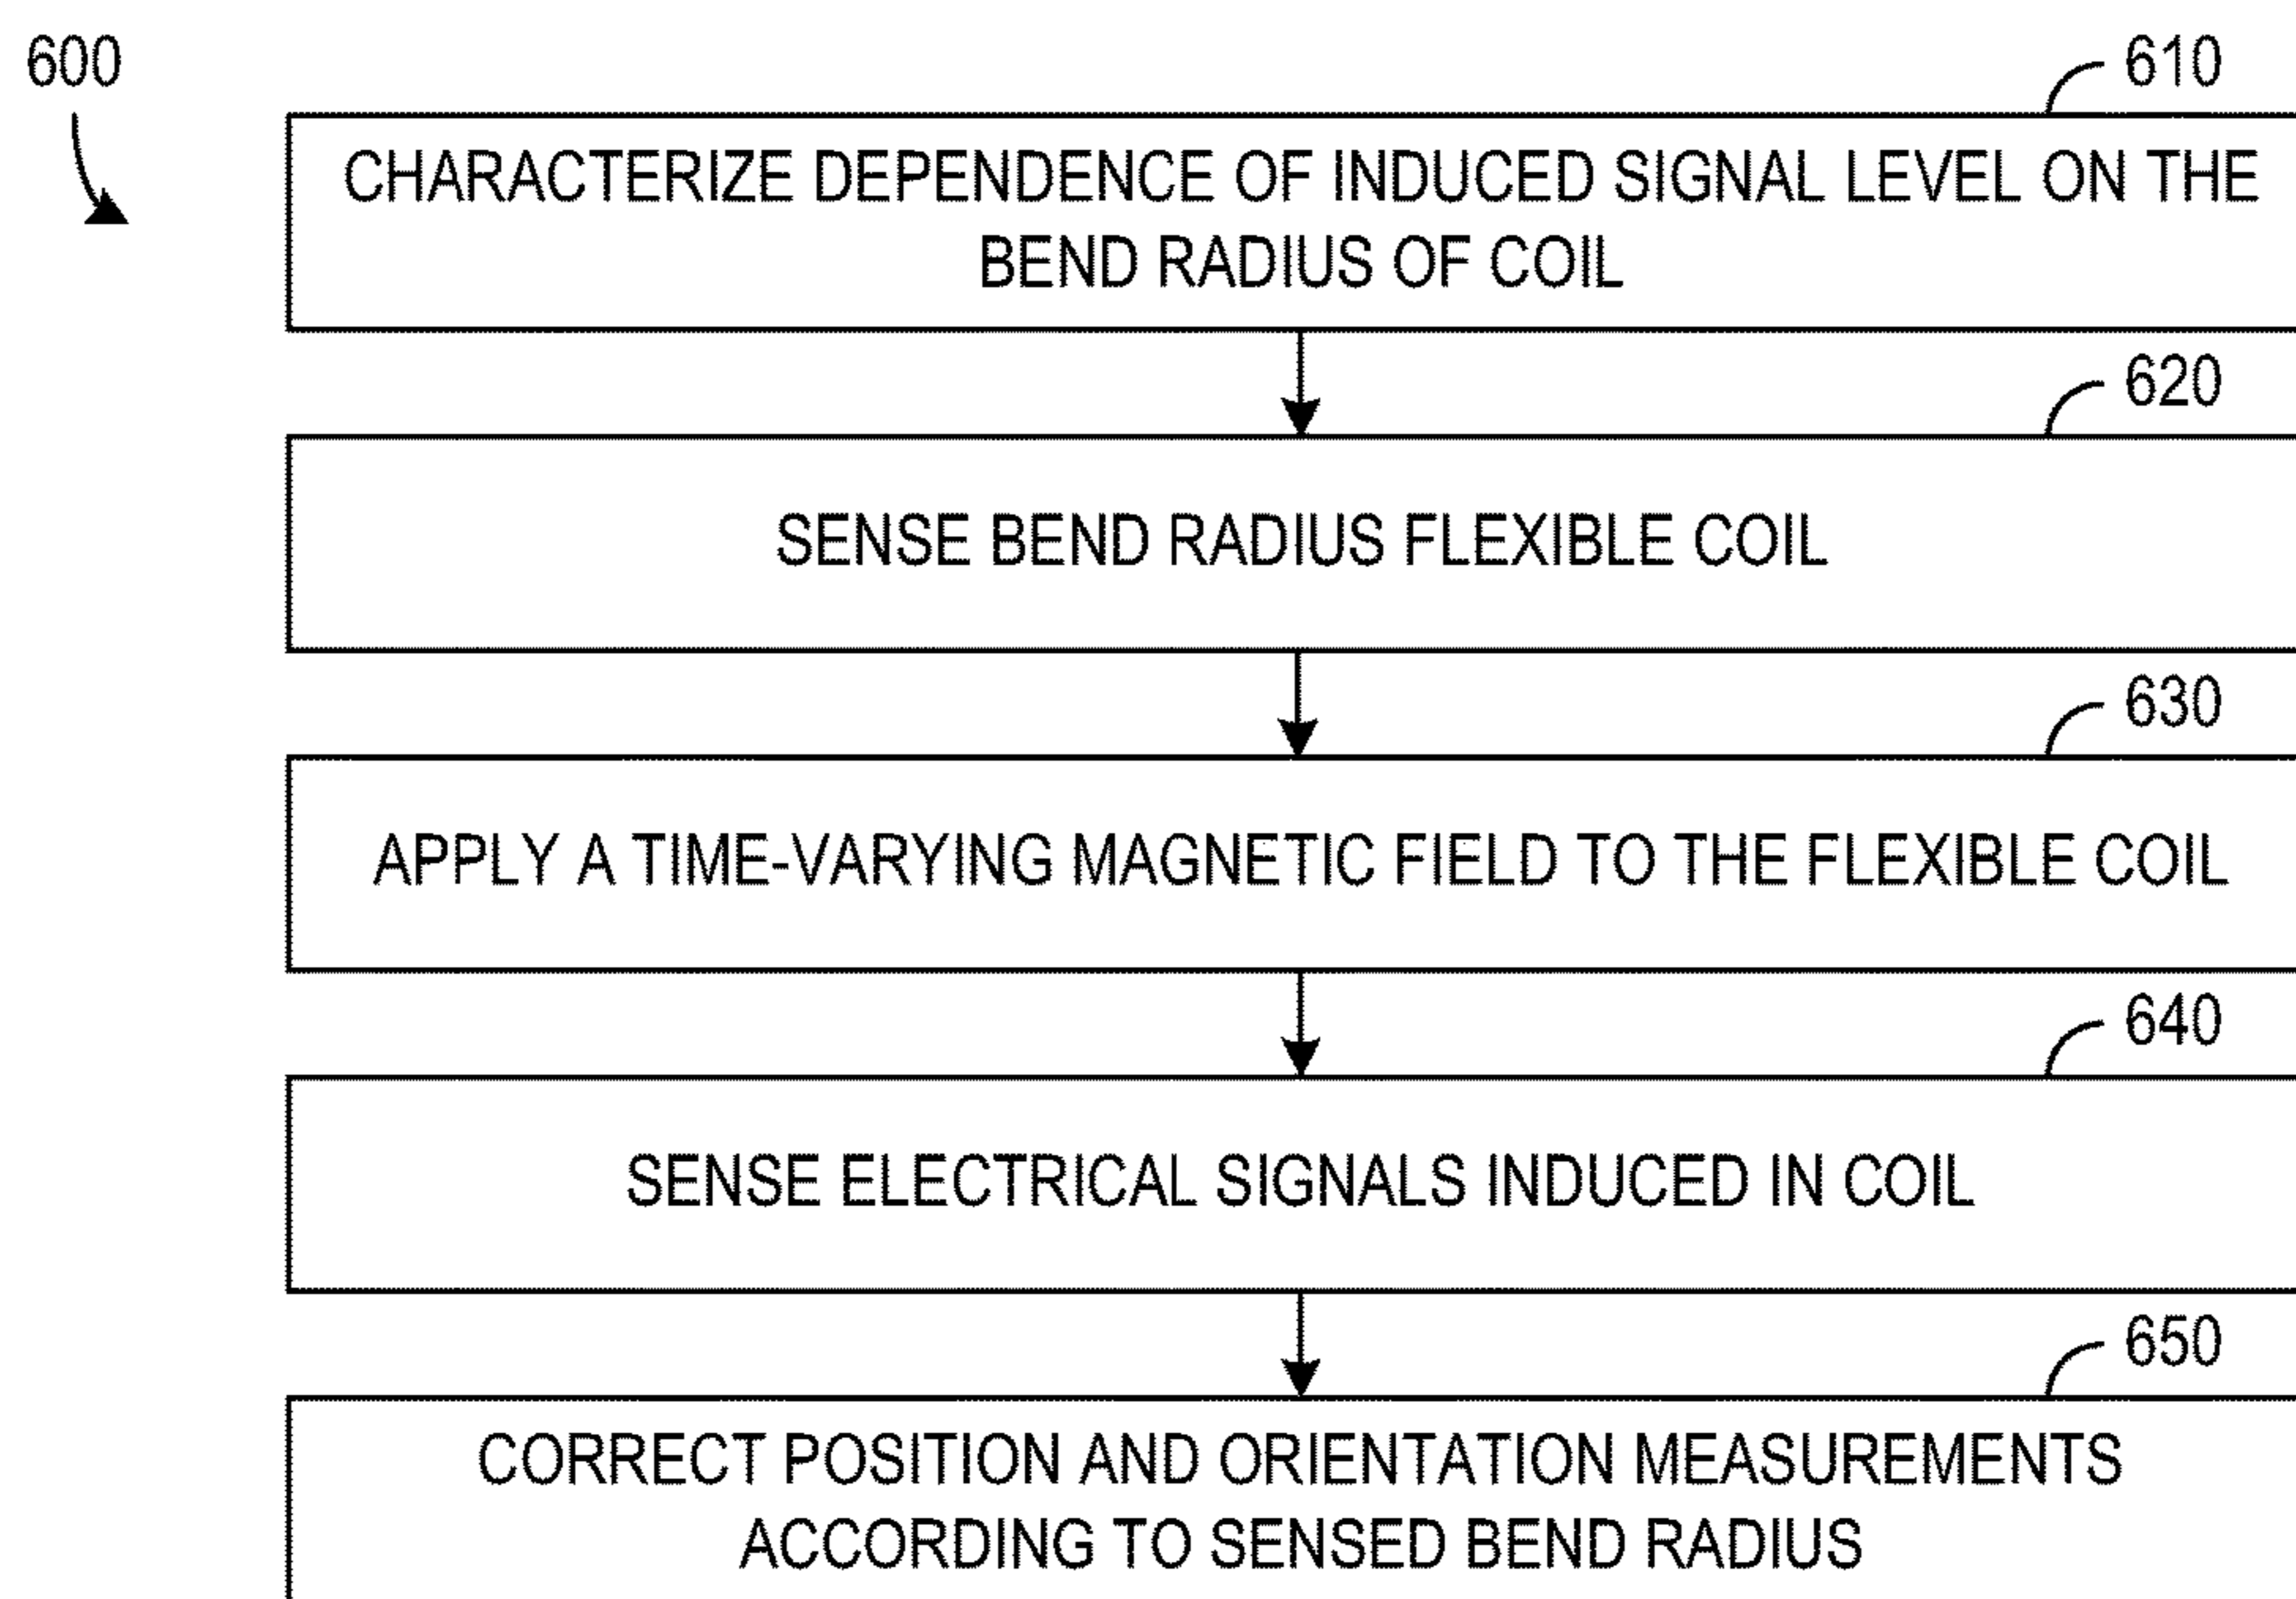 600
610
CHARACTERIZE DEPENDENCE OF INDUCED SIGNAL LEVEL ON THE
BEND RADIUS OF COIL
620
SENSE BEND RADIUS FLEXIBLE COIL
630
APPLY A TIME-VARYING MAGNETIC FIELD TO THE FLEXIBLE COIL
640
SENSE ELECTRICAL SIGNALS INDUCED IN COIL
650
CORRECT POSITION AND ORIENTATION MEASUREMENTS
ACCORDING TO SENSED BEND RADIUS